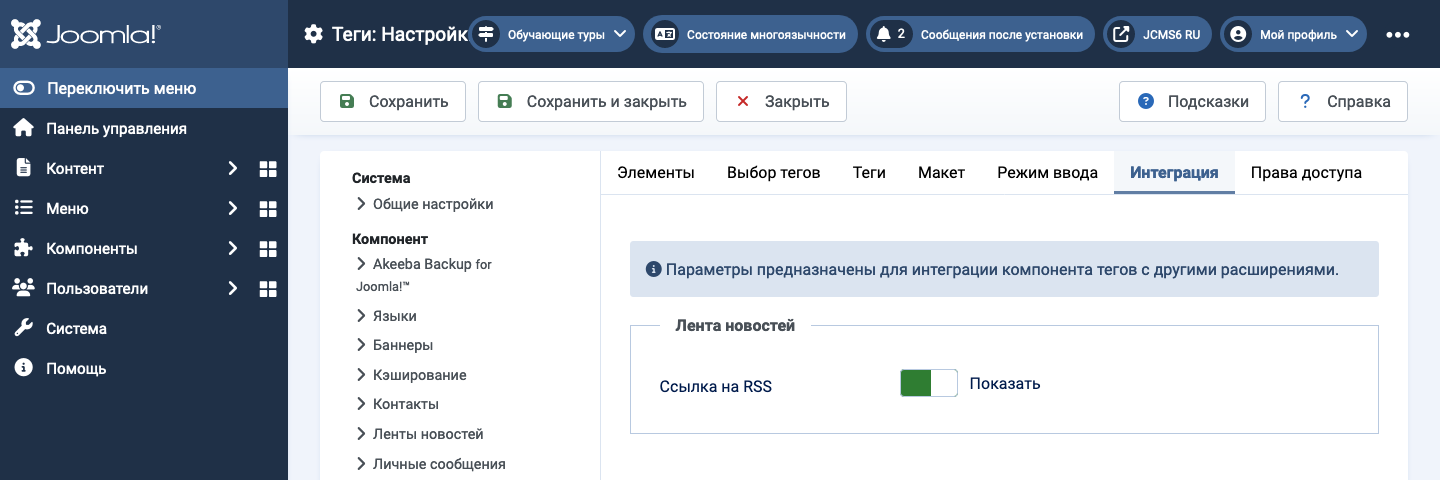 Joomla!®
Теги: Настройк
Обучающие туры
Состояние многоязычности
2 Сообщения после установки
JCMS6 RU
Мой профиль
Переключить меню
Панель управления
Контент
Меню
Компоненты
Пользователи
Система
Помощь
Сохранить
Сохранить и закрыть
Закрыть
Подсказки
Справка
Система
Общие настройки
Компонент
Akeeba Backup for
Joomla!™
Языки
Баннеры
Кэширование
Контакты
Ленты новостей
Личные сообщения
Элементы
Выбор тегов
Теги
Макет
Режим ввода
Интеграция
Права доступа
Параметры предназначены для интеграции компонента тегов с другими расширениями.
Лента новостей
Ссылка на RSS
Показать